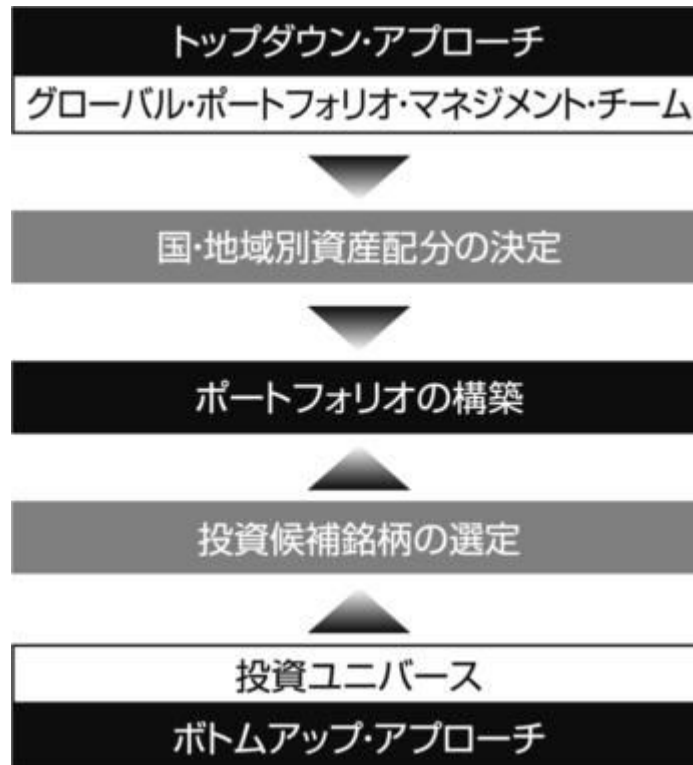 トップダウン・アプローチ
グローバル・ポートフォリオ・マネジメント・チーム
国・地域別資産配分の決定
ポートフォリオの構築
投資候補銘柄の選定
投資ユニバース
ボトムアップ・アプローチ